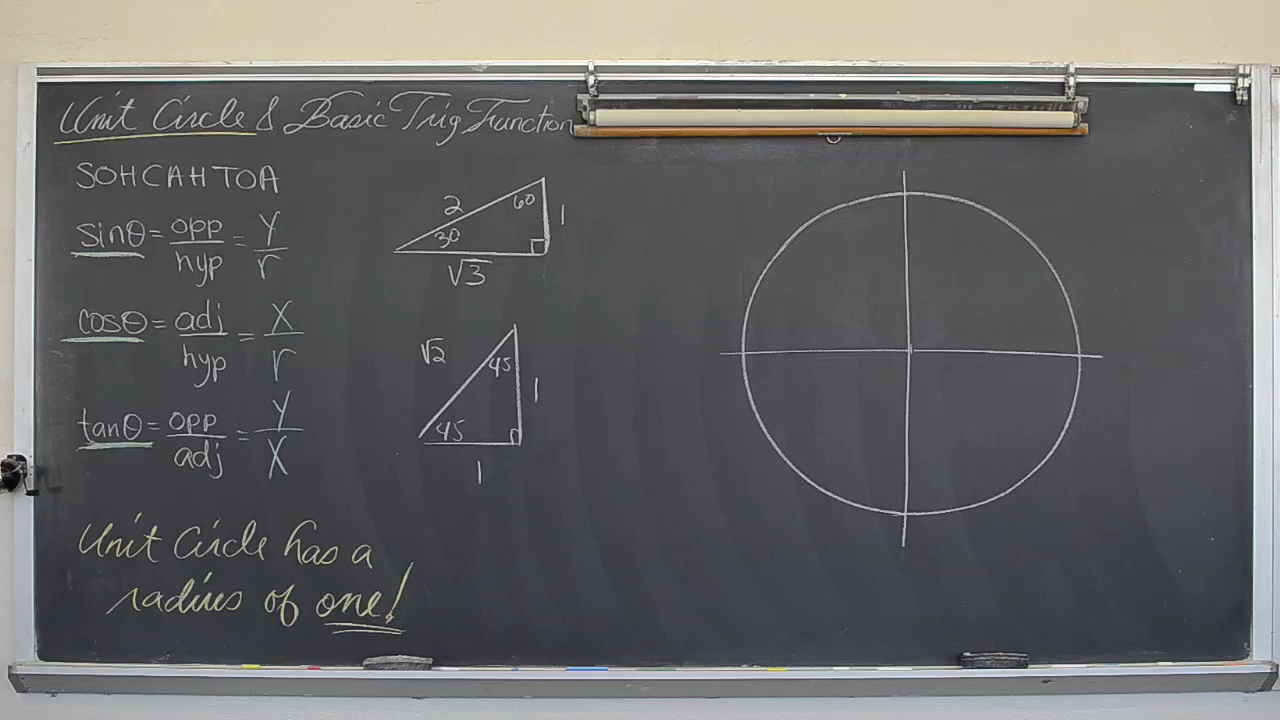 Unit Circle & Basic Trig Function
SOHCAHTOA
sinθ = opp/hyp = y/r
cosθ = adj/hyp = x/r
tanθ = opp/adj = y/x
Unit Circle has a
radius of one!
2
60
1
30
√3
√2
45
1
45
1